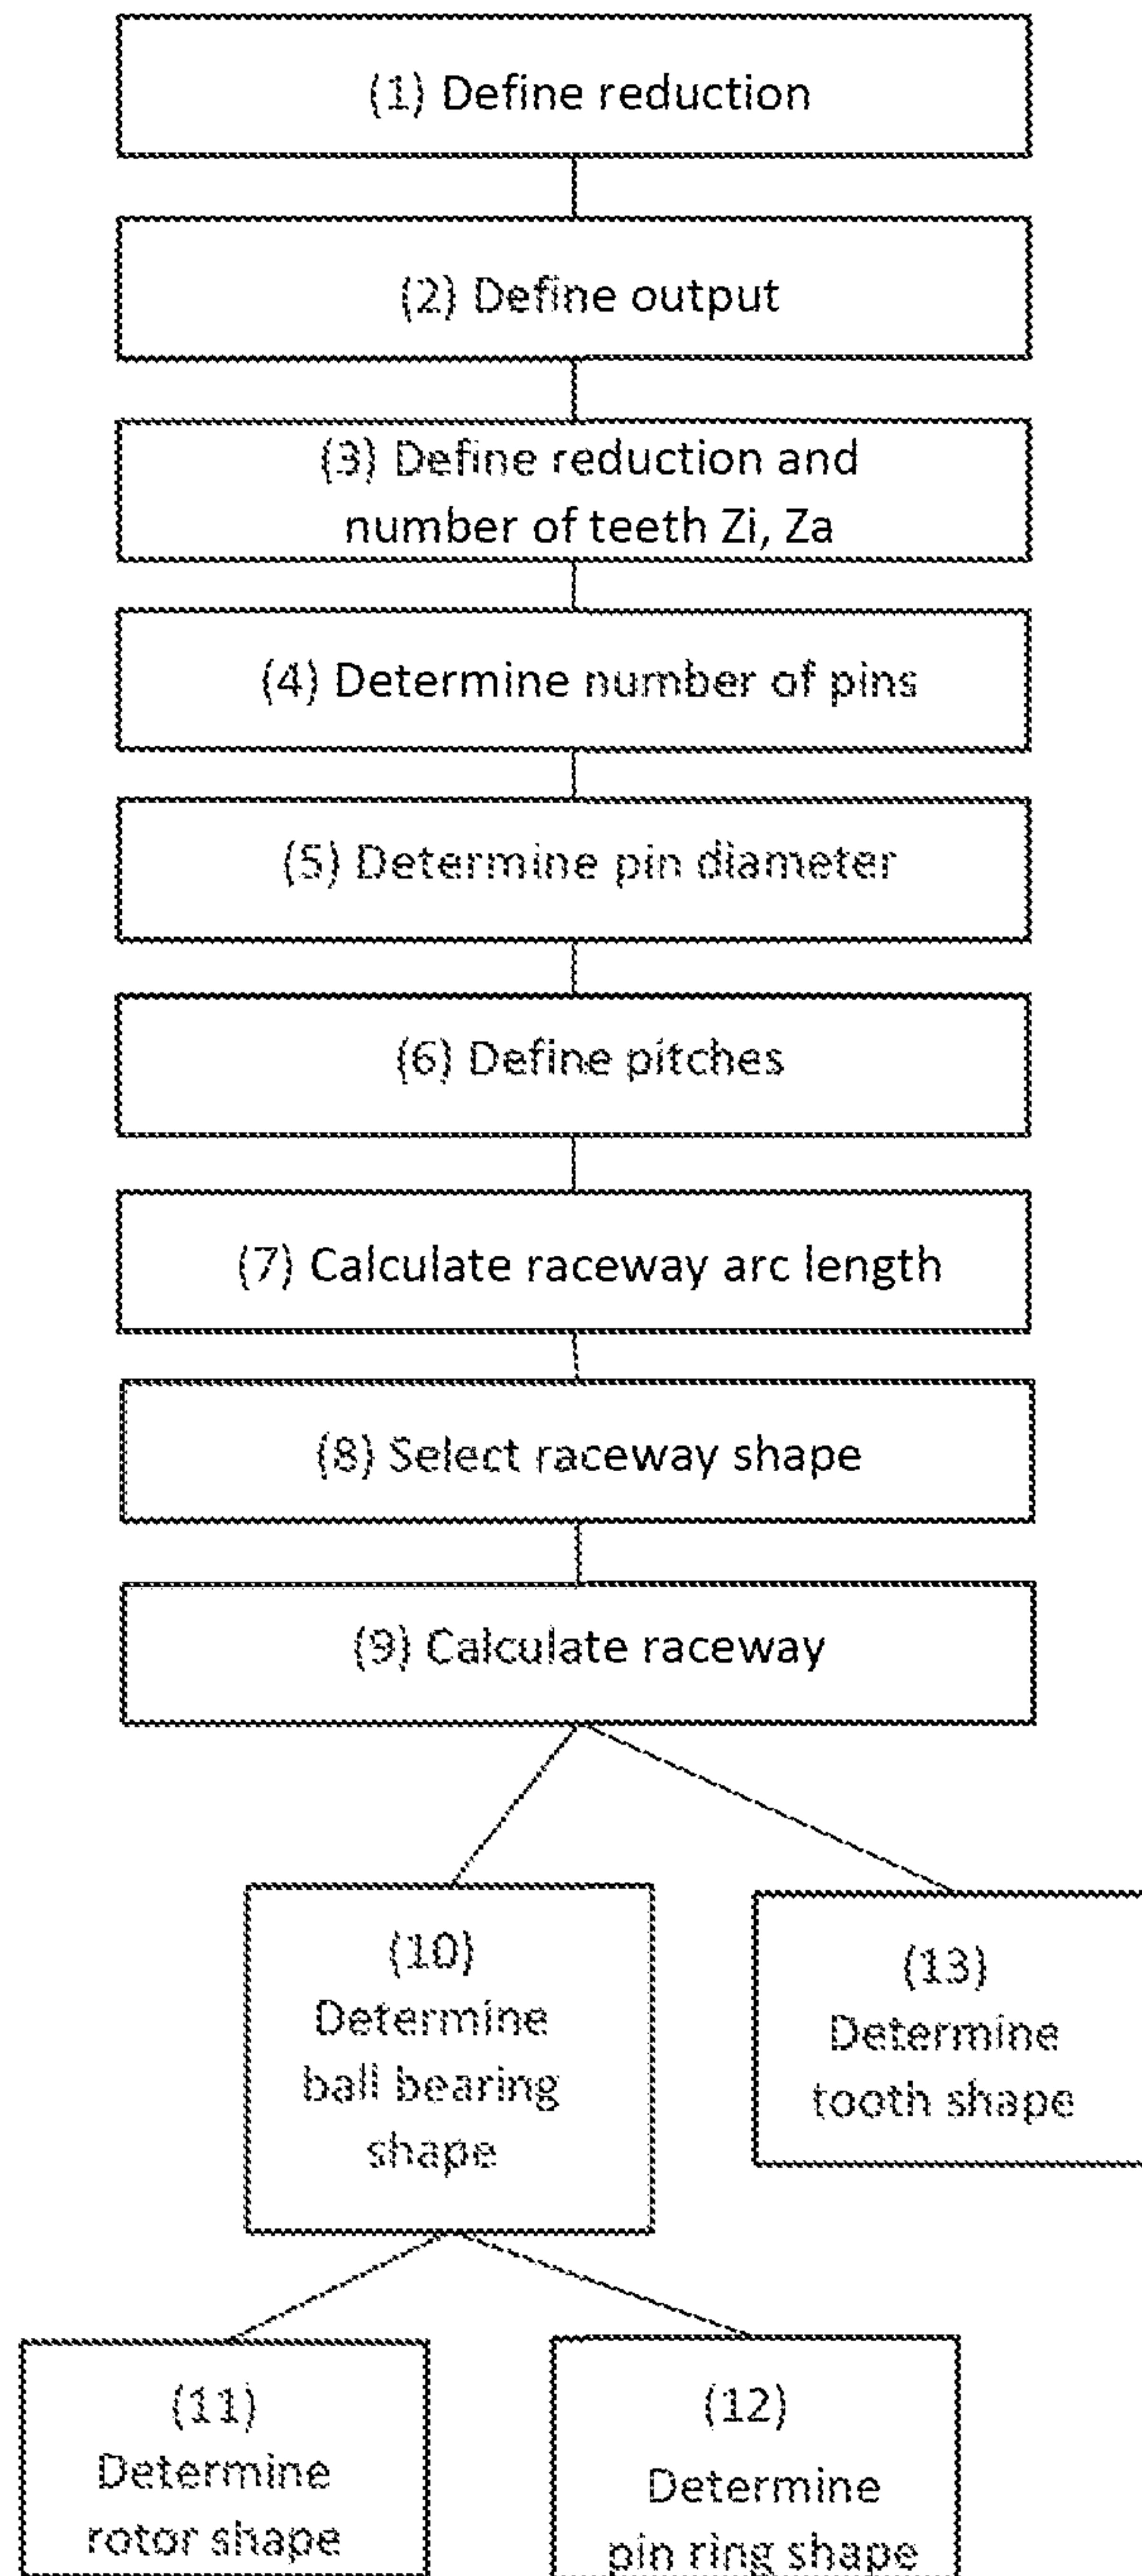 (1) Define reduction
(2) Define output
(3) Define reduction and
number of teeth Zi, Za
(4) Determine number of pins
(5) Determine pin diameter
(6) Define pitches
(7) Calculate raceway arc length
(8) Select raceway shape
(9) Calculate raceway
(10)
Determine
ball bearing
shape
(13)
Determine
tooth shape
(11)
Determine
rotor shape
(12)
Determine
pin ring shape